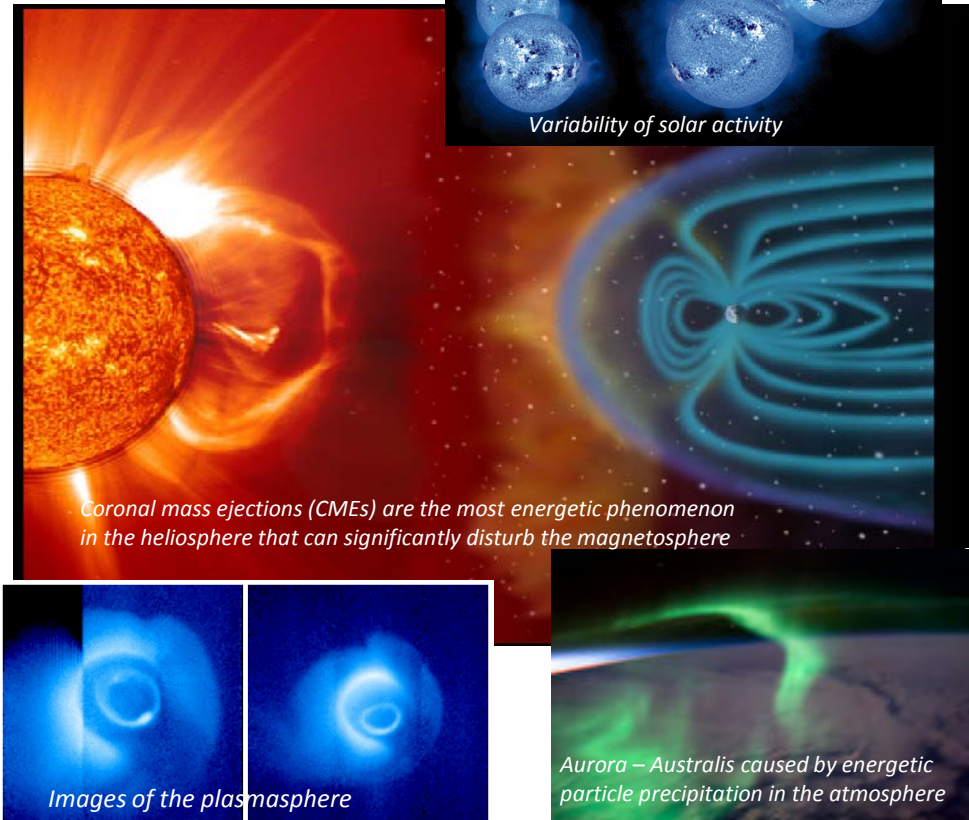 Variability of solar activity
Coronal mass ejections (CMEs) are the most energetic phenomenon
in the heliosphere that can significantly disturb the magnetosphere
Images of the plasmasphere
Aurora – Australis caused by energetic
particle precipitation in the atmosphere